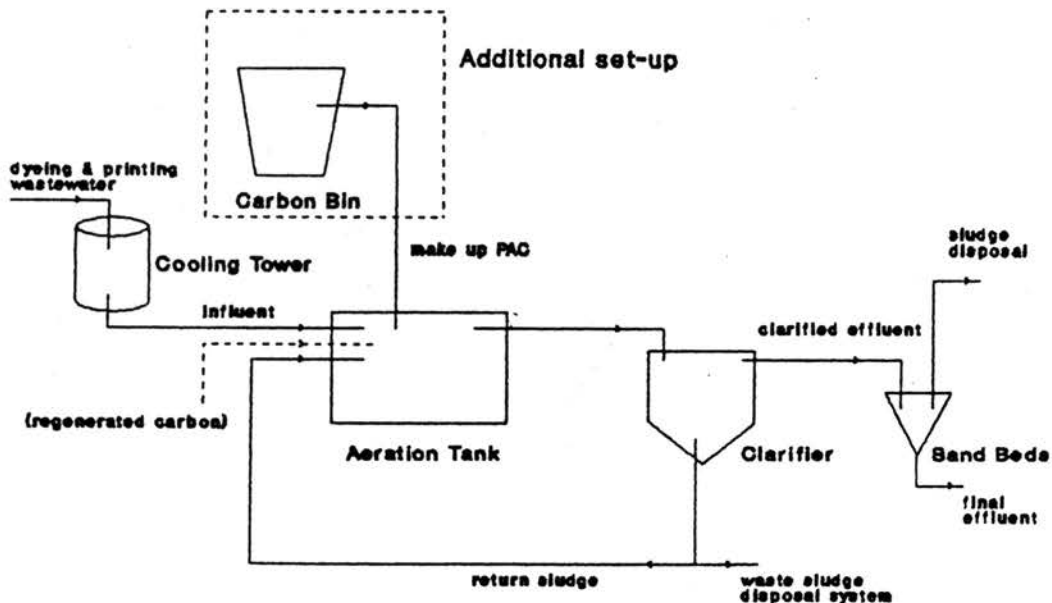 Additional set-up
Carbon Bin
dyeing & printing
wastewater
Cooling Tower
make up PAC
sludge
disposal
influent
clarified effluent
(regenerated carbon)
Aeration Tank
Clarifier
Sand Beds
final
effluent
return sludge
waste sludge
disposal system